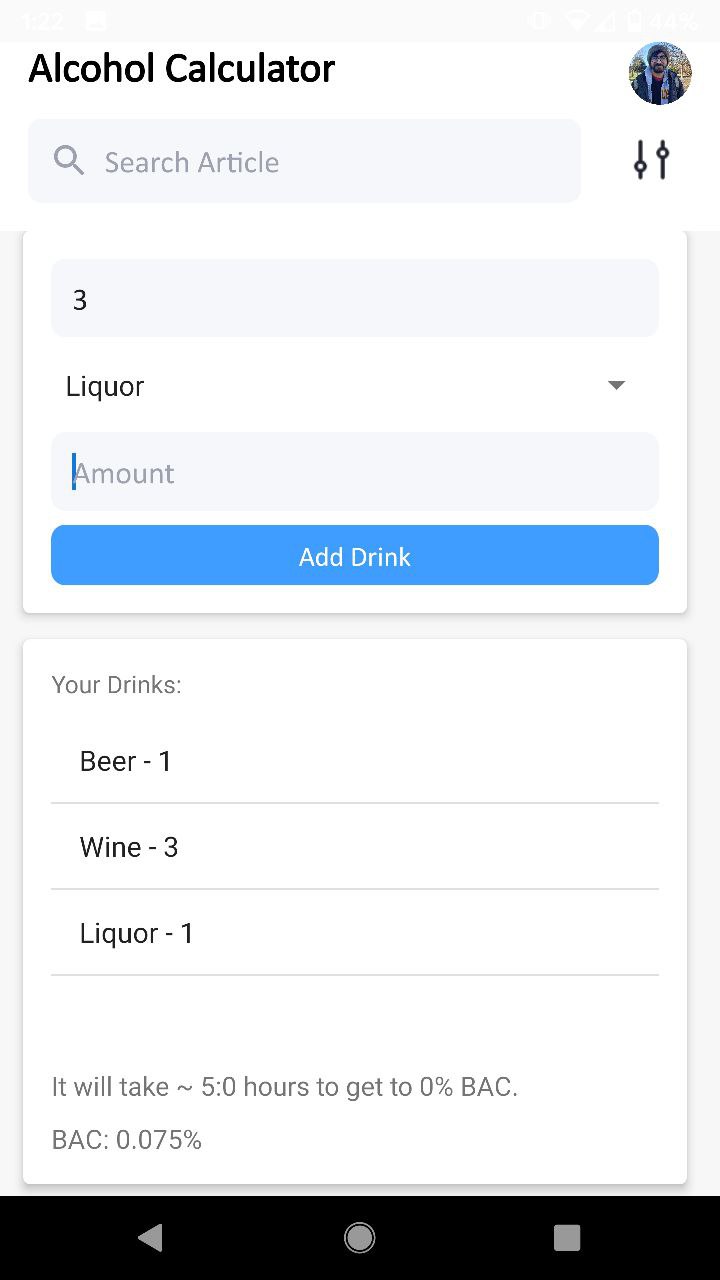 1:22
44%
Alcohol Calculator
Search Article
3
Liquor
Amount
Add Drink
Your Drinks:
Beer - 1
Wine - 3
Liquor - 1
It will take ~ 5:0 hours to get to 0% BAC.
BAC: 0.075%